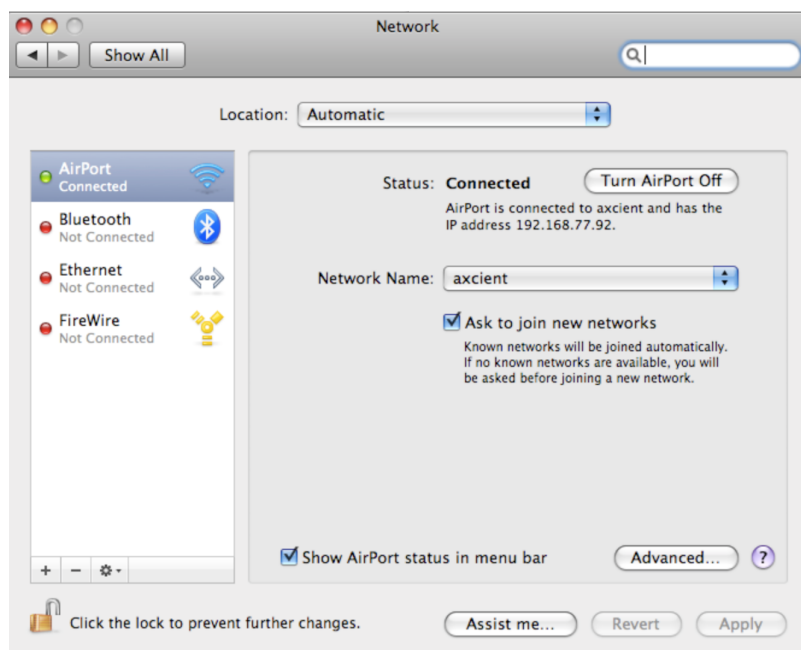 Network
Show All
Location: Automatic
AirPort
Connected
Bluetooth
Not Connected
Ethernet
Not Connected
FireWire
Not Connected
Status: Connected
Turn AirPort Off
AirPort is connected to axcient and has the
IP address 192.168.77.92.
Network Name: axcient
Ask to join new networks
Known networks will be joined automatically.
If no known networks are available, you will
be asked before joining a new network.
Show AirPort status in menu bar
Advanced...
?
Click the lock to prevent further changes.
Assist me...
Revert
Apply